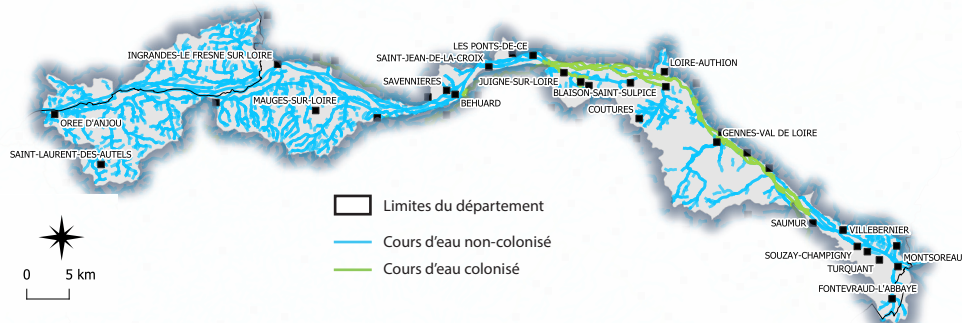 LES PONTS-DE-CE
INGRANDES-LE FRESNE SUR LOIRE
SAINT-JEAN-DE-LA-CROIX
LOIRE-AUTHION
SAVENNIERES
JUIGNE-SUR-LOIRE
BLAISON-SAINT-SULPICE
MAUGES-SUR-LOIRE
BEHUARD
COUTURES
OREE D'ANJOU
GENNES-VAL DE LOIRE
SAINT-LAURENT-DES-AUTELS
Limites du département
Cours d'eau non-colonisé
Cours d'eau colonisé
SAUMUR
VILLEBERNIER
SOUZAY-CHAMPIGNY
MONTSOREAU
TURQUANT
FONTEVRAUD-L'ABBAYE
0 5 km